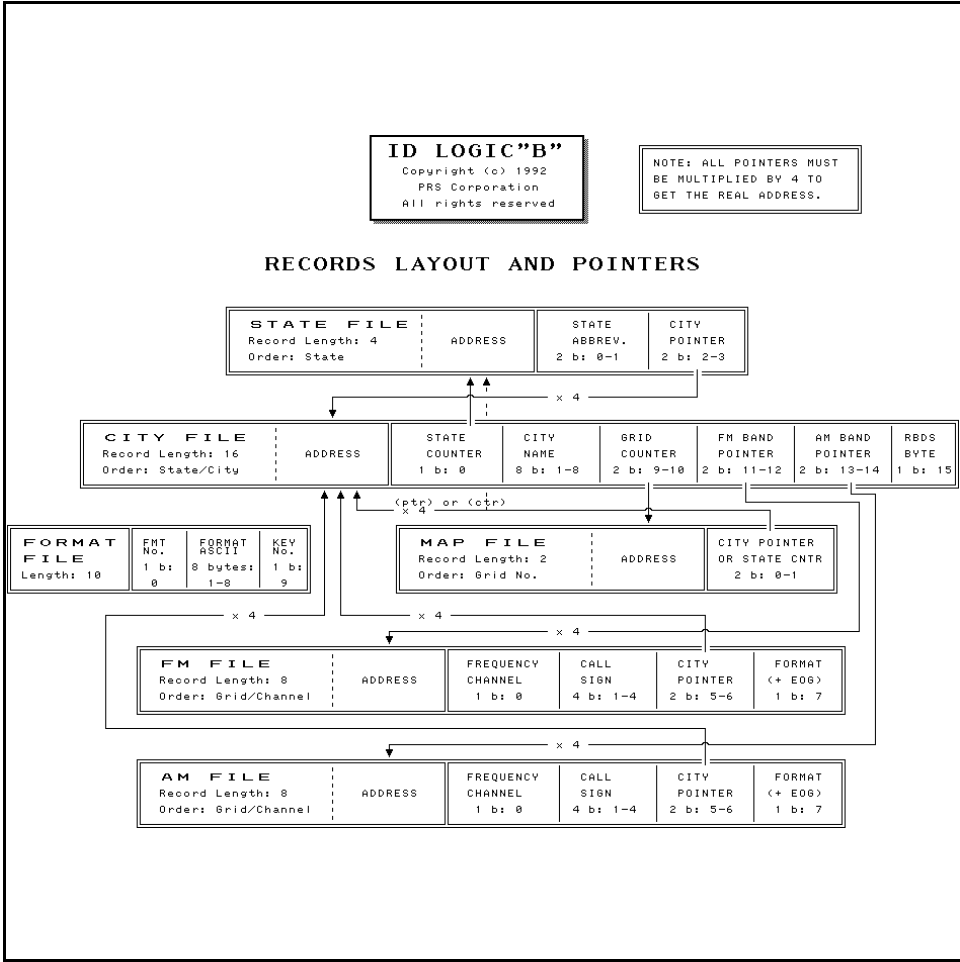 ID LOGIC"B"
Copyright (c) 1992
PRS Corporation
All rights reserved
NOTE: ALL POINTERS MUST
BE MULTIPLIED BY 4 TO
GET THE REAL ADDRESS.
RECORDS LAYOUT AND POINTERS
STATE FILE
Record Length: 4
Order: State
ADDRESS
STATE
ABBREV.
2 b: 0-1
CITY
POINTER
2 b: 2-3
x 4
CITY FILE
Record Length: 16
Order: State/City
ADDRESS
STATE
COUNTER
1 b: 0
CITY
NAME
8 b: 1-8
GRID
COUNTER
2 b: 9-10
FM BAND
POINTER
2 b: 11-12
AM BAND
POINTER
2 b: 13-14
RBDS
BYTE
1 b: 15
(ptr) or (ctr)
x 4
FORMAT
FILE
Length: 10
FMT
No.
1 b:
0
FORMAT
ASCII
8 bytes:
1-8
KEY
No.
1 b:
9
MAP FILE
Record Length: 2
Order: Grid No.
ADDRESS
CITY POINTER
OR STATE CNTR
2 b: 0-1
x 4
x 4
x 4
FM FILE
Record Length: 8
Order: Grid/Channel
ADDRESS
FREQUENCY
CHANNEL
1 b: 0
CALL
SIGN
4 b: 1-4
CITY
POINTER
2 b: 5-6
FORMAT
(+ EOG)
1 b: 7
x 4
AM FILE
Record Length: 8
Order: Grid/Channel
ADDRESS
FREQUENCY
CHANNEL
1 b: 0
CALL
SIGN
4 b: 1-4
CITY
POINTER
2 b: 5-6
FORMAT
(+ EOG)
1 b: 7